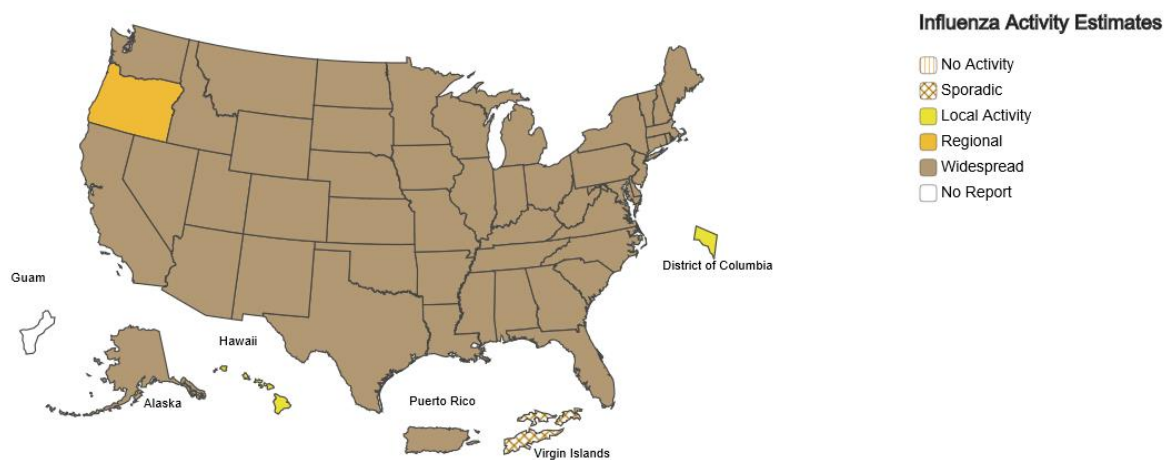 Influenza Activity Estimates
No Activity
Sporadic
Local Activity
Regional
Widespread
No Report
District of Columbia
Guam
Hawaii
Alaska
Puerto Rico
Virgin Islands